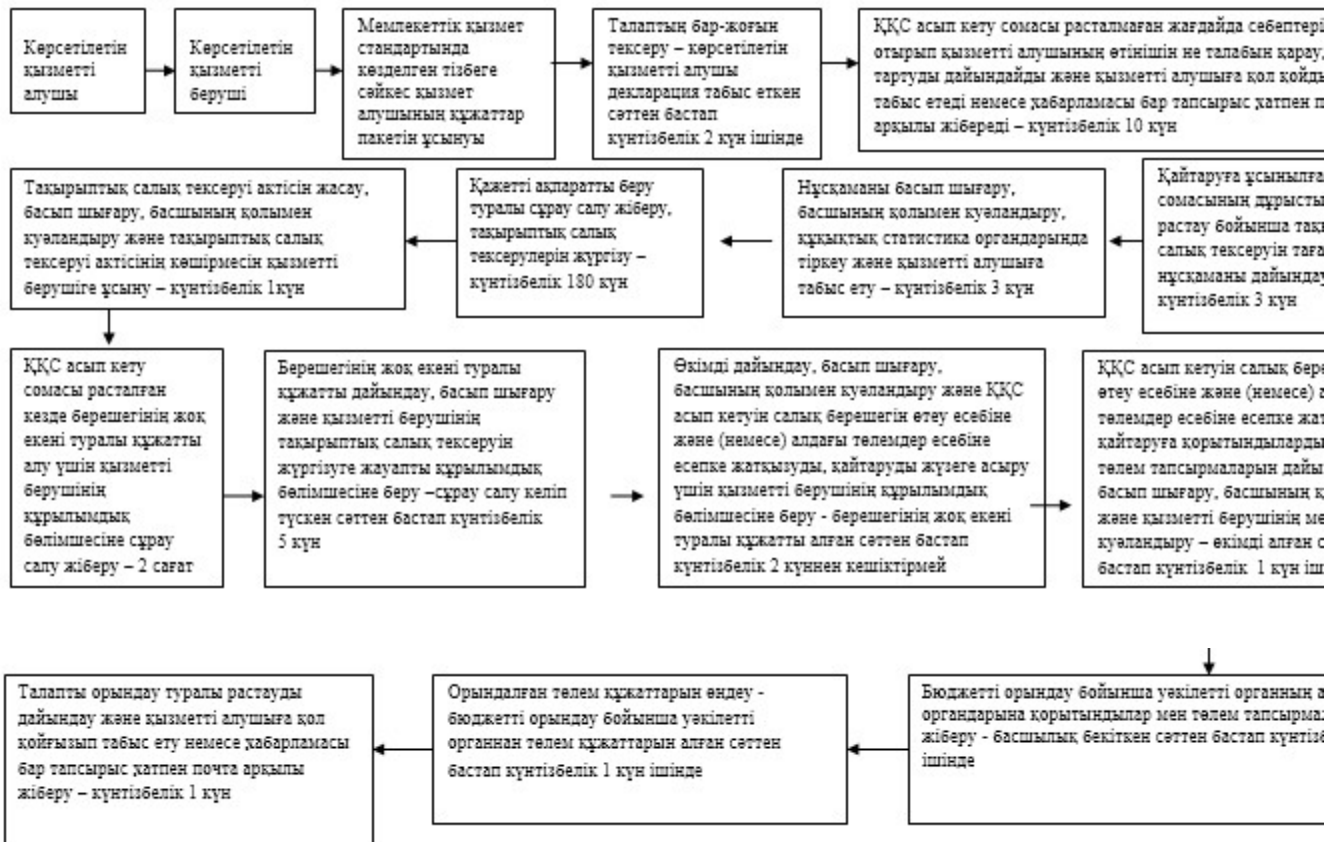 Көрсетілетін
қызметті
алушы
Көрсетілетін
қызметті
беруші
Мемлекеттік қызмет
стандартында
көзделген тізбеге
сәйкес қызмет
алушының құжаттар
пакетін ұсынуы
Талаптың бар-жоғын
тексеру – көрсетілетін
қызметті алушы
декларация табыс еткен
сәттен бастап
күнтізбелік 2 күн ішінде
ҚҚС асып кету сомасы расталмаған жағдайда
отырып қызметті алушының өтінішін не талабын қарау,
тартуды дайындайды және қызметті алушыға қол
табыс етеді немесе хабарламасы бар тапсырыс хатпен
арқылы жібереді – күнтізбелік 10 күн
Қайтаруға
сомасының
растау бойынша
салық тексеруін
нұсқаманы дайындау
күнтізбелік 3 күн
Нұсқаманы басып шығару,
басшының қолымен куәландыру,
құқықтық статистика органдарында
тіркеу және қызметті алушыға
табыс ету – күнтізбелік 3 күн
Қажетті ақпаратты беру
туралы сұрау салу жіберу,
тақырыптық салық
тексерулерін жүргізу –
күнтізбелік 180 күн
Тақырыптық салық тексеруі актісін жасау,
басып шығару, басшының қолымен
куәландыру және тақырыптық салық
тексеруі актісінің көшірмесін қызметті
берушіге ұсыну – күнтізбелік 1күн
ҚҚС асып кету
сомасы расталған
кезде берешегінің жоқ
екені туралы құжатты
алу үшін қызметті
берушінің
құрылымдық
бөлімшесіне сұрау
салу жіберу – 2 сағат
Берешегінің жоқ екені туралы
құжатты дайындау, басып шығару
және қызметті берушінің
тақырыптық салық тексеруін
жүргізуге жауапты құрылымдық
бөлімшесіне беру –сұрау салу келіп
түскен сәттен бастап күнтізбелік
5 күн
Өкімді дайындау, басып шығару,
басшының қолымен куәландыру және ҚҚС
асып кетуін салық берешегін өтеу есебіне
және (немесе) алдағы төлемдер есебіне
есепке жатқызуды, қайтаруды жүзеге асыру
үшін қызметті берушінің құрылымдық
бөлімшесіне беру - берешегінің жоқ екені
туралы құжатты алған сәттен бастап
күнтізбелік 2 күннен кешіктірмей
ҚҚС асып кетуін салық
өтеу есебіне және (немесе)
төлемдер есебіне есепке
қайтаруға
төлем тапсырмаларын
басып шығару, басшының
және қызметті берушінің
куәландыру – өкімді алған
бастап күнтізбелік 1 күн
Бюджетті орындау бойынша уәкілетті органның
органдарына қорытындылар мен төлем
жіберу - басшылық бекіткен сәттен бастап
ішінде
Орындалған төлем құжаттарын өңдеу -
бюджетті орындау бойынша уәкілетті
органнан төлем құжаттарын алған сәттен
бастап күнтізбелік 1 күн ішінде
Талапты орындау туралы растауды
дайындау және қызметті алушыға қол
қойғызып табыс ету немесе хабарламасы
бар тапсырыс хатпен почта арқылы
жіберу – күнтізбелік 1 күн